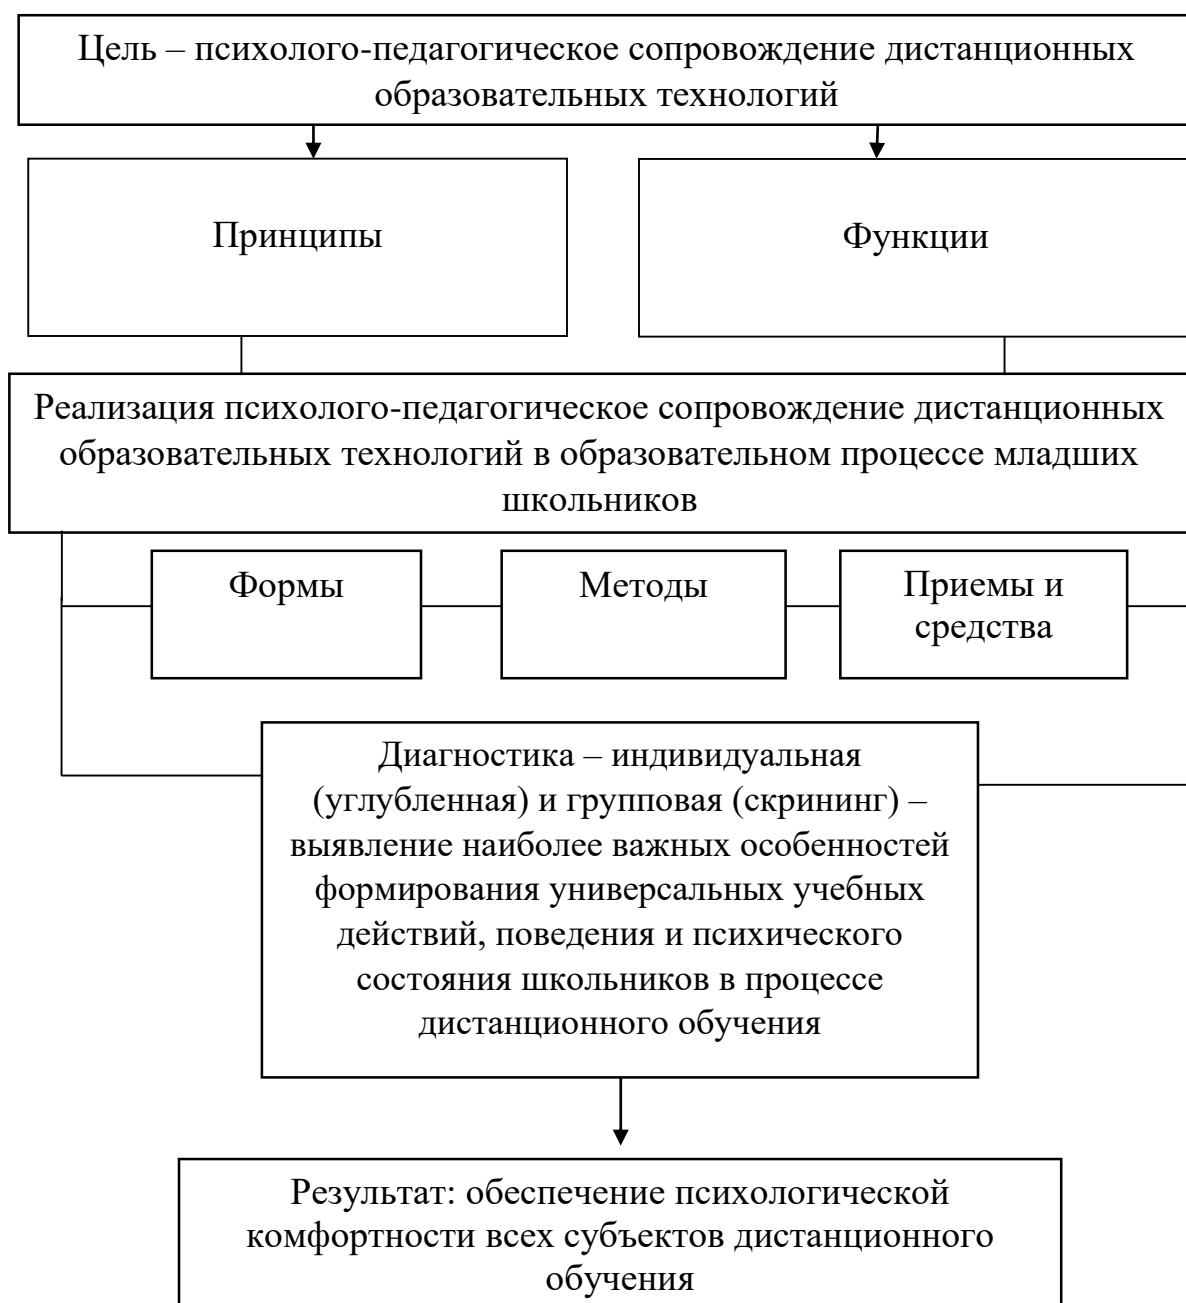 Цель – психолого-педагогическое сопровождение дистанционных
образовательных технологий
Принципы
Функции
Реализация психолого-педагогическое сопровождение дистанционных
образовательных технологий в образовательном процессе младших
школьников
Формы
Методы
Приемы и
средства
Диагностика – индивидуальная
(углубленная) и групповая (скрининг) –
выявление наиболее важных особенностей
формирования универсальных учебных
действий, поведения и психического
состояния школьников в процессе
дистанционного обучения
Результат: обеспечение психологической
комфортности всех субъектов дистанционного
обучения